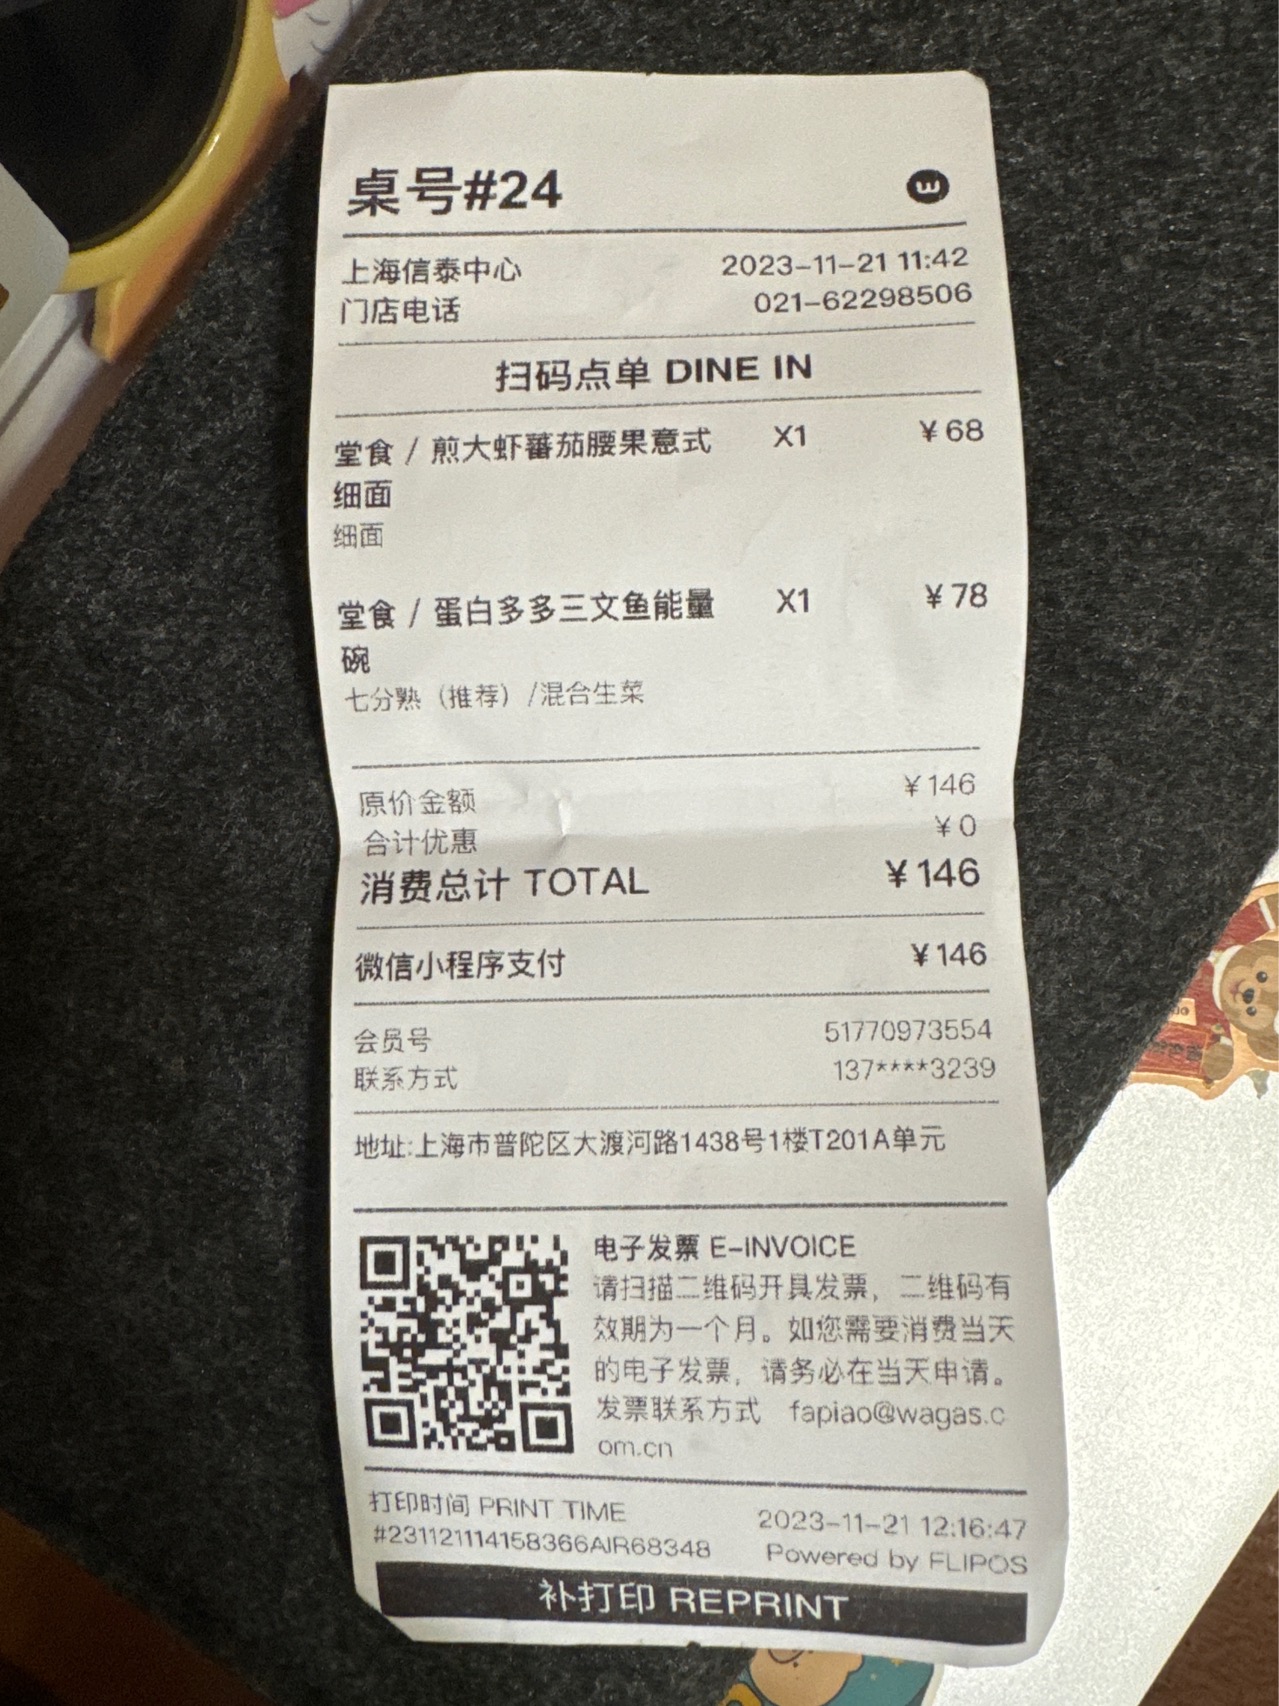 桌号#24
上海信泰中心 2023-11-21 11:42
门店电话 021-62298506
扫码点单 DINE IN
堂食 / 煎大虾蕃茄腰果意式 X1 ￥68
细面
细面
堂食 / 蛋白多多三文鱼能量 X1 ￥78
碗
七分熟（推荐）/混合生菜
原价金额 ￥146
合计优惠 ￥0
消费总计 TOTAL ￥146
微信小程序支付 ￥146
会员号 51770973554
联系方式 137****3239
地址:上海市普陀区大渡河路1438号1楼T201A单元
电子发票 E-INVOICE
请扫描二维码开具发票，二维码有
效期为一个月。如您需要消费当天
的电子发票，请务必在当天申请。
发票联系方式 fapiao@wagas.c
om.cn
打印时间 PRINT TIME 2023-11-21 12:16:47
#231121114158366AIR68348 Powered by FLIPOS
补打印 REPRINT